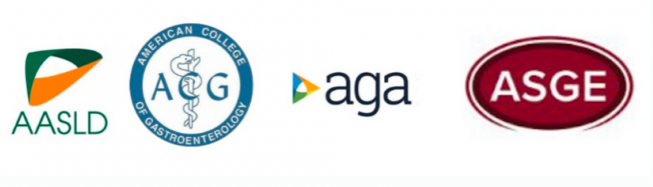 AASLD
AMERICAN COLLEGE
ACG
OF GASTROENTEROLOGY
aga
ASGE